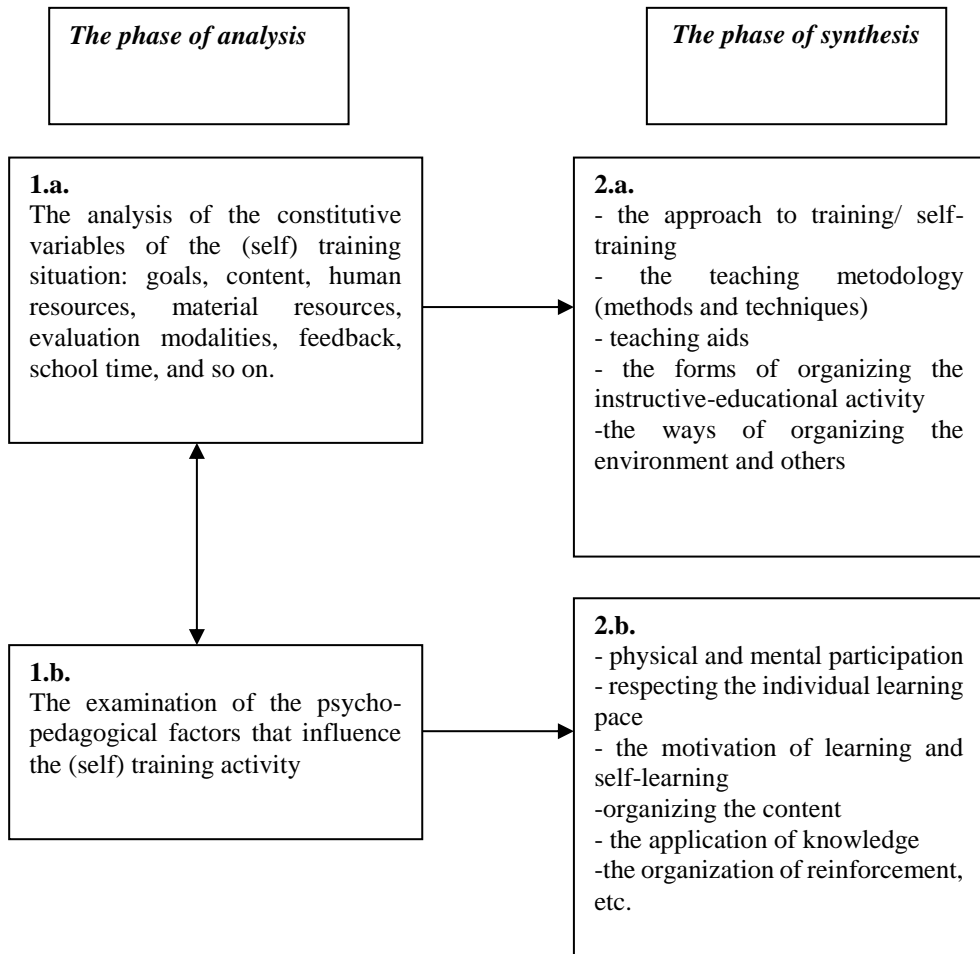 The phase of analysis
The phase of synthesis
1.a.
The analysis of the constitutive
variables of the (self) training
situation: goals, content, human
resources, material resources,
evaluation modalities, feedback,
school time, and so on.
2.a.
- the approach to training/ self-
training
- the teaching metodology
(methods and techniques)
- teaching aids
- the forms of organizing the
instructive-educational activity
-the ways of organizing the
environment and others
1.b.
The examination of the psycho-
pedagogical factors that influence
the (self) training activity
2.b.
- physical and mental participation
- respecting the individual learning
pace
- the motivation of learning and
self-learning
-organizing the content
- the application of knowledge
-the organization of reinforcement,
etc.